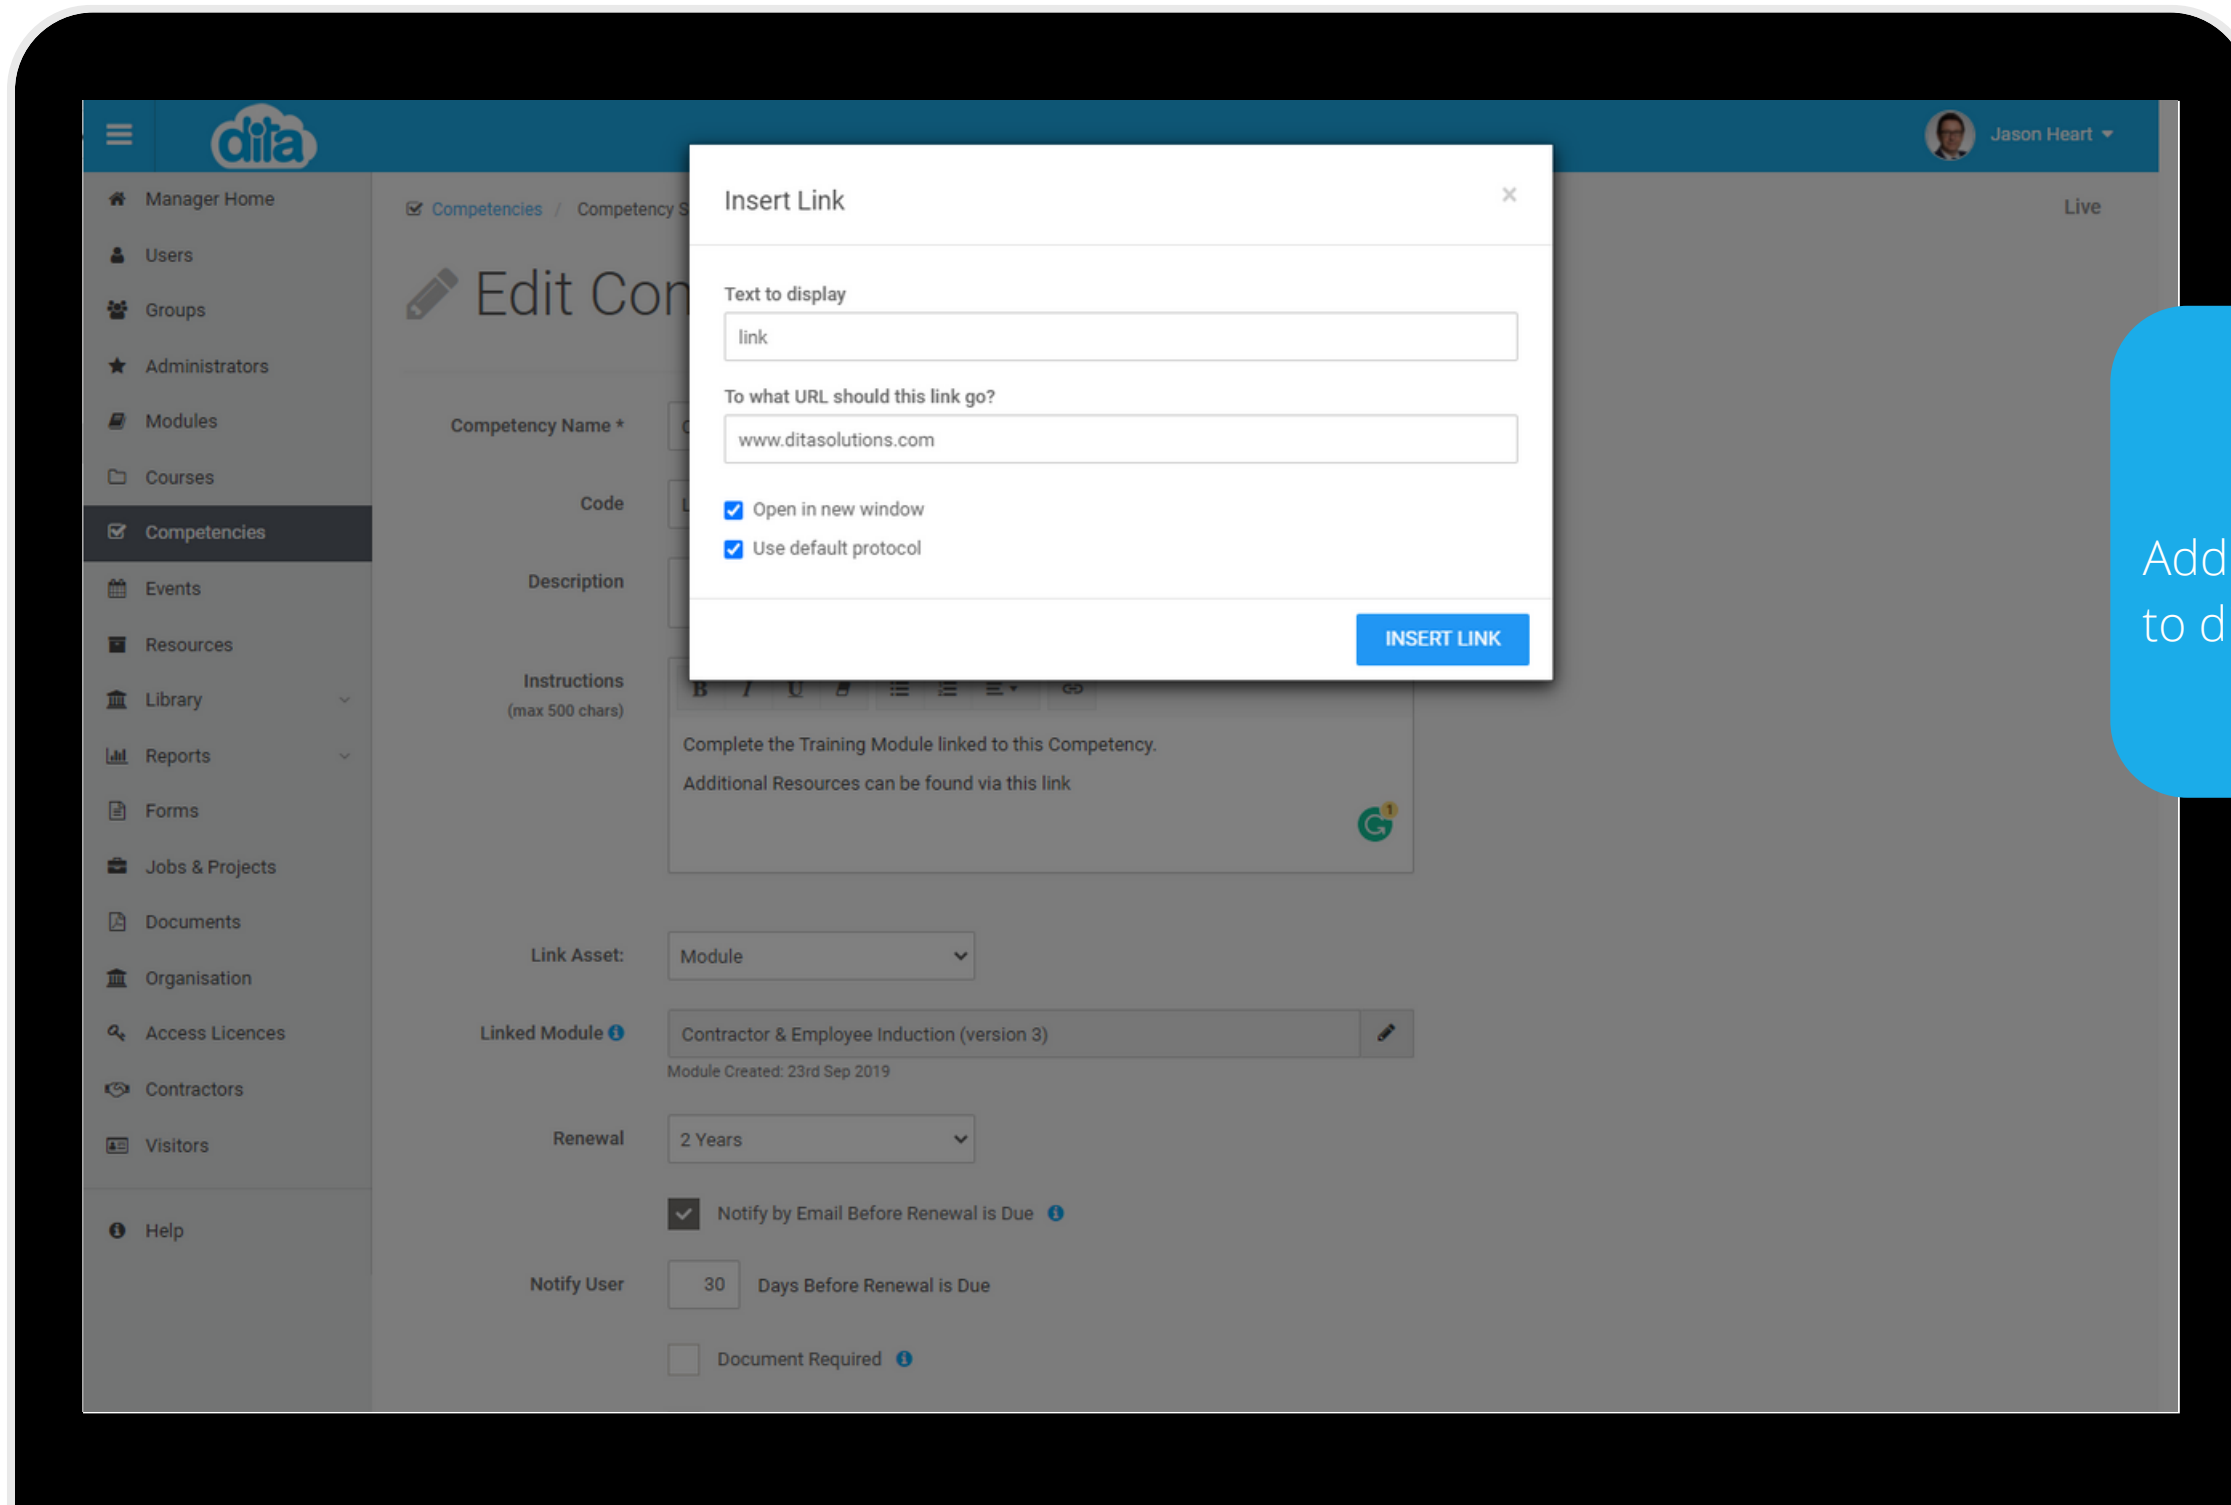 dita
Jason Heart
Manager Home
Users
Groups
Administrators
Modules
Courses
Competencies
Events
Resources
Library
Reports
Forms
Jobs & Projects
Documents
Organisation
Access Licences
Contractors
Visitors
Help
Competencies / Competency S
Live
Edit Con
Insert Link
×
Text to display
link
To what URL should this link go?
www.ditasolutions.com
Open in new window
Use default protocol
INSERT LINK
Competency Name *
Code
Description
Instructions
(max 500 chars)
B I U
Complete the Training Module linked to this Competency.
Additional Resources can be found via this link
1
Link Asset:
Module
Linked Module
Contractor & Employee Induction (version 3)
Module Created: 23rd Sep 2019
Renewal
2 Years
Notify by Email Before Renewal is Due
Notify User
30
Days Before Renewal is Due
Document Required
Add
to d